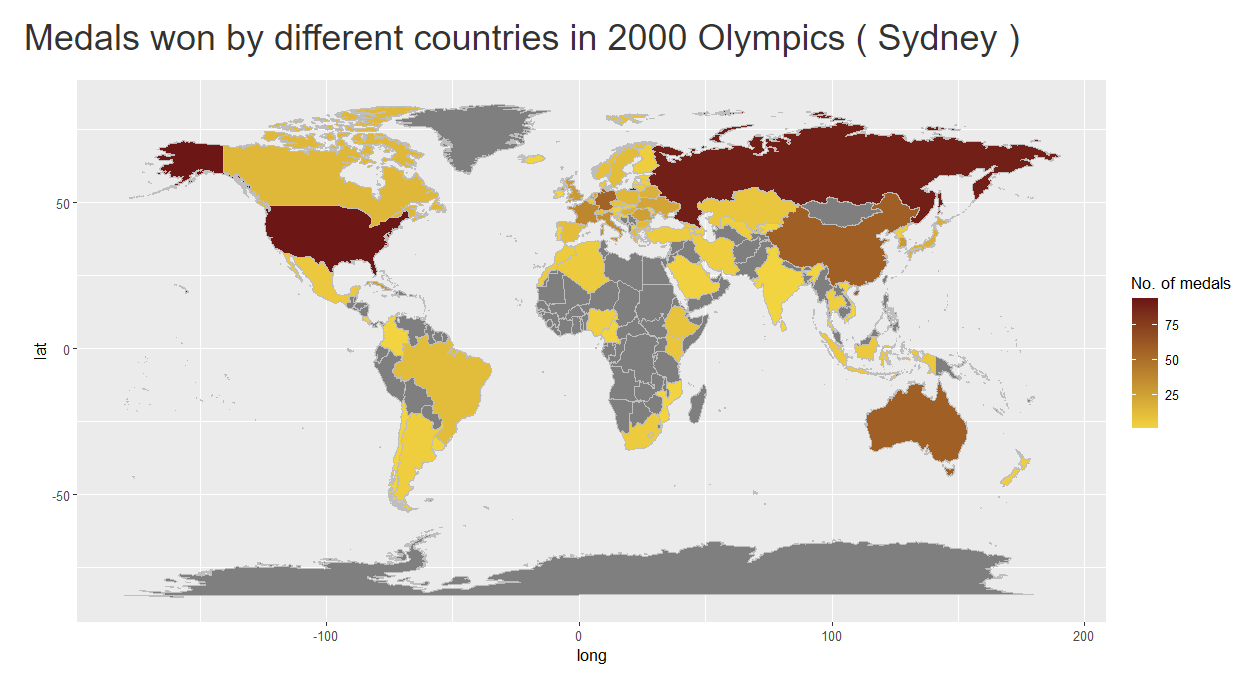 Medals won by different countries in 2000 Olympics ( Sydney )
lat
50
0
-50
-100
0
100
200
long
No. of medals
75
50
25